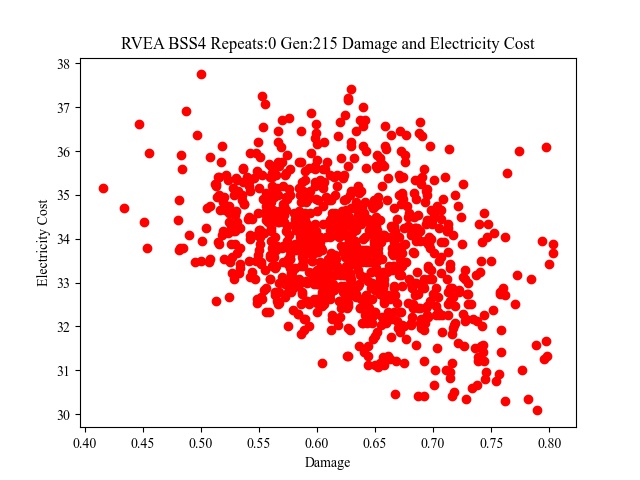 RVEA BSS4 Repeats:0 Gen:215 Damage and Electricity Cost
38
37
36
35
34
33
32
31
30
Electricity Cost
0.40 0.45 0.50 0.55 0.60 0.65 0.70 0.75 0.80
Damage